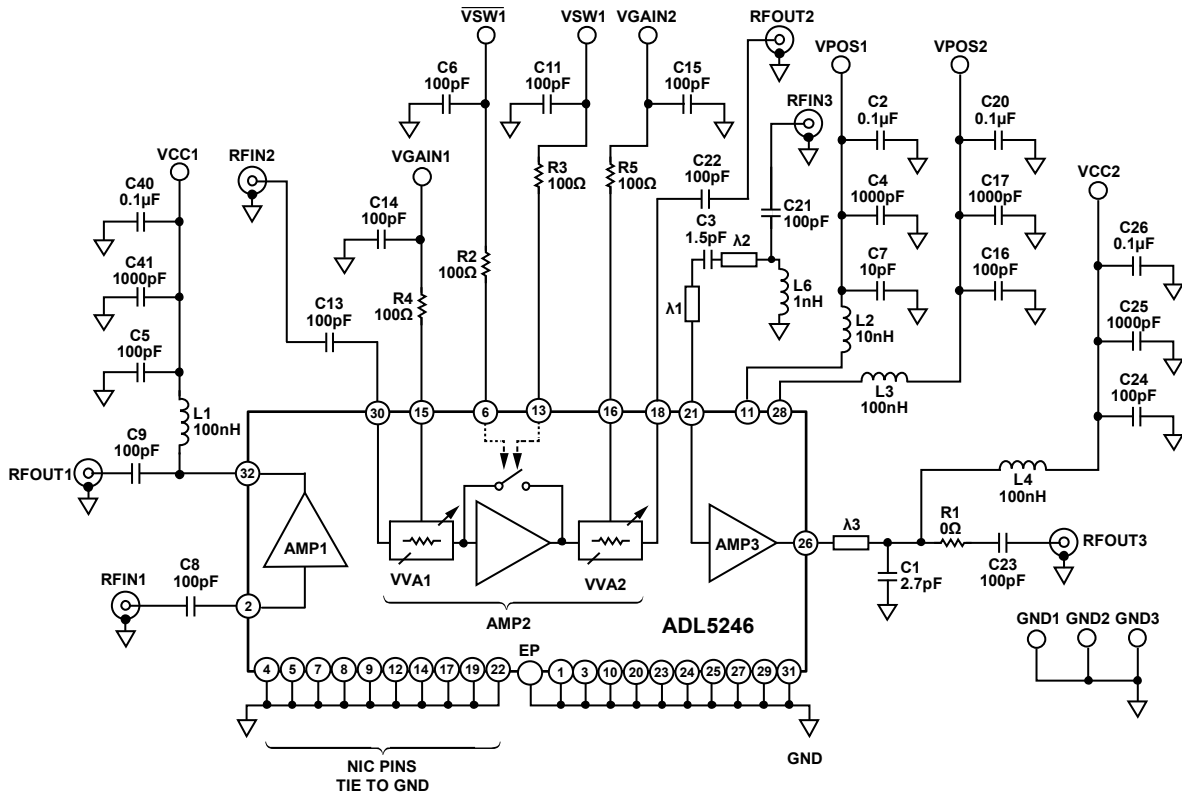 VSW1
VSW1
VGAIN2
RFOUT2
VPOS1
VPOS2
C6
100pF
C11
100pF
C15
100pF
RFIN3
C2
0.1µF
C20
0.1µF
VCC1
RFIN2
VGAIN1
R3
100Ω
R5
100Ω
C22
100pF
VCC2
C40
0.1µF
C14
100pF
C21
100pF
C4
1000pF
C17
1000pF
C3
1.5pF
λ2
C26
0.1µF
C41
1000pF
R2
100Ω
C7
10pF
C16
100pF
C13
100pF
R4
100Ω
λ1
L6
1nH
L2
10nH
C25
1000pF
C5
100pF
L3
100nH
C24
100pF
L1
100nH
30
15
6
13
16
18
21
11
28
C9
100pF
RFOUT1
32
L4
100nH
AMP1
AMP3
26
λ3
R1
0Ω
RFOUT3
C23
100pF
C1
2.7pF
RFIN1
C8
100pF
2
VVA1
VVA2
AMP2
ADL5246
GND1
GND2
GND3
EP
4
5
7
8
9
12
14
17
19
22
1
3
10
20
23
24
25
27
29
31
GND
NIC PINS
TIE TO GND